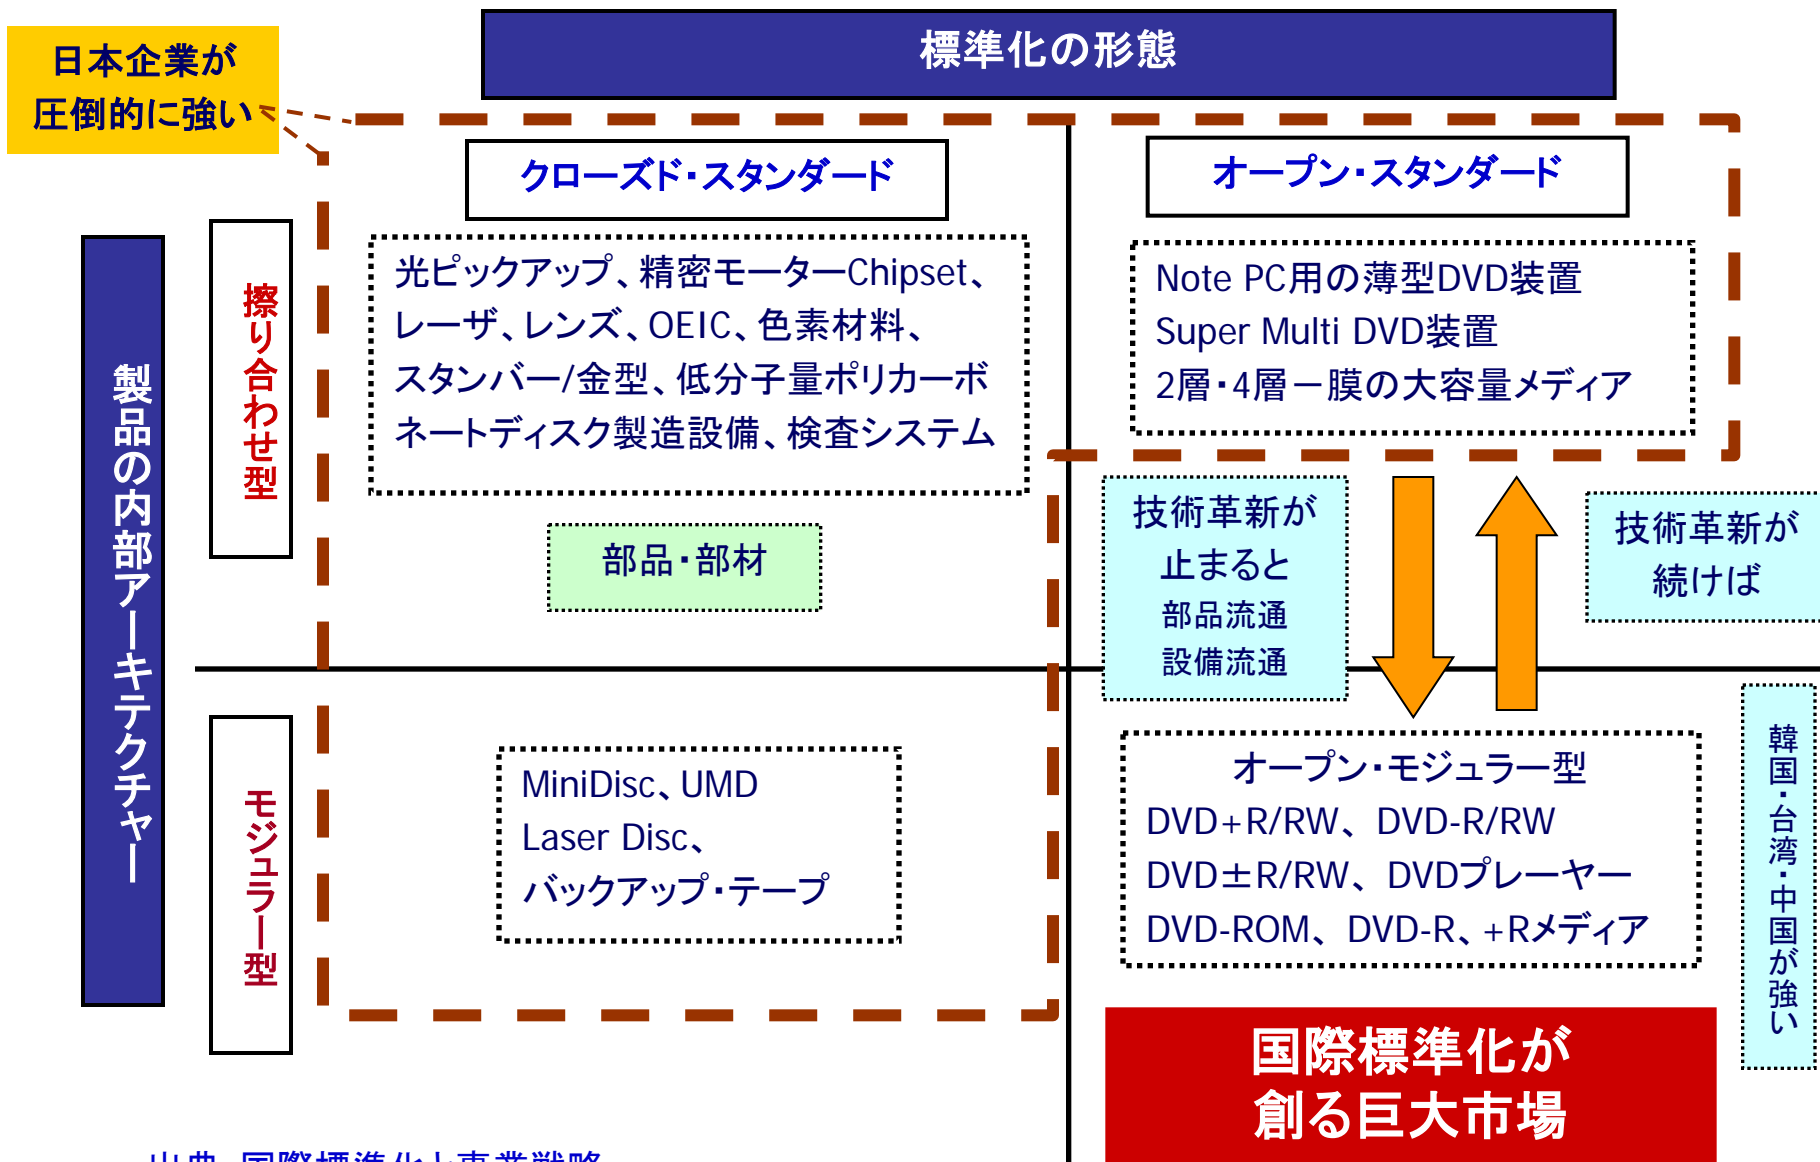 標準化の形態
日本企業が
圧倒的に強い
クローズド・スタンダード
オープン・スタンダード
製品の内部アーキテクチャー
擦り合わせ型
光ピックアップ、精密モーターChipset、
レーザ、レンズ、OEIC、色素材料、
スタンバー/金型、低分子量ポリカーボ
ネートディスク製造設備、検査システム
Note PC用の薄型DVD装置
Super Multi DVD装置
2層・4層－膜の大容量メディア
部品・部材
技術革新が
止まると
部品流通
設備流通
技術革新が
続けば
モジュラー型
MiniDisc、UMD
Laser Disc、
バックアップ・テープ
オープン・モジュラー型
DVD+R/RW、DVD-R/RW
DVD±R/RW、DVDプレーヤー
DVD-ROM、DVD-R、+Rメディア
韓国・台湾・中国が強い
国際標準化が
創る巨大市場
出典 国際標準化と事業戦略